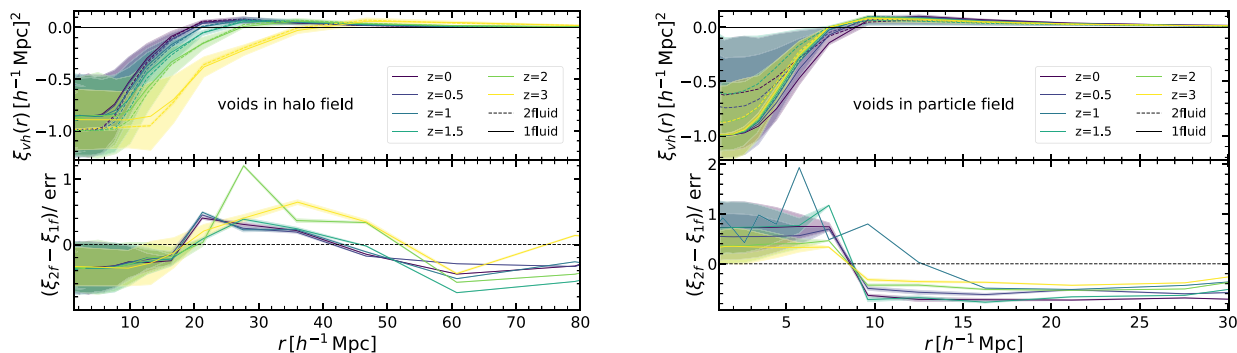 0.0
−0.5
−1.0
ξ_vh(r) [h⁻¹ Mpc]²
z=0
z=0.5
z=1
z=1.5
z=2
z=3
2fluid
1fluid
voids in halo field
1
0
(ξ_2f − ξ_1f)/ err
10 20 30 40 50 60 70 80
r [h⁻¹ Mpc]
0.0
−0.5
−1.0
ξ_vh(r) [h⁻¹ Mpc]²
z=0
z=0.5
z=1
z=1.5
z=2
z=3
2fluid
1fluid
voids in particle field
2
1
0
(ξ_2f − ξ_1f)/ err
5 10 15 20 25 30
r [h⁻¹ Mpc]